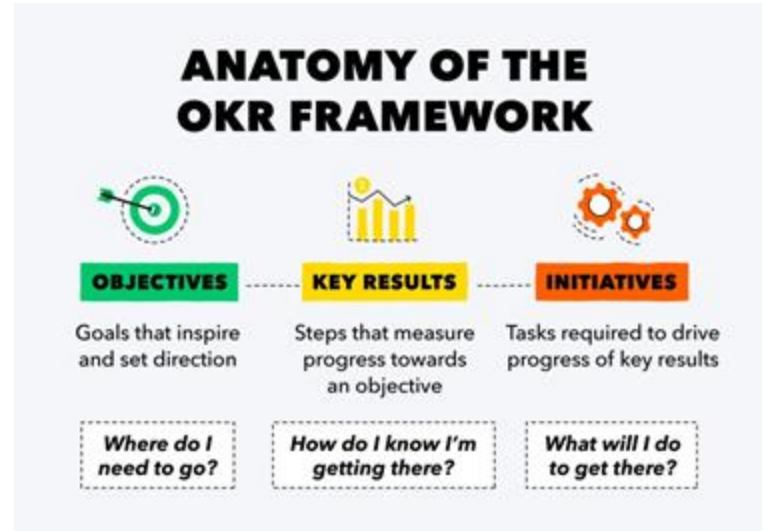 ANATOMY OF THE
OKR FRAMEWORK
OBJECTIVES
KEY RESULTS
INITIATIVES
Goals that inspire
and set direction
Steps that measure
progress towards
an objective
Tasks required to drive
progress of key results
Where do I
need to go?
How do I know I'm
getting there?
What will I do
to get there?